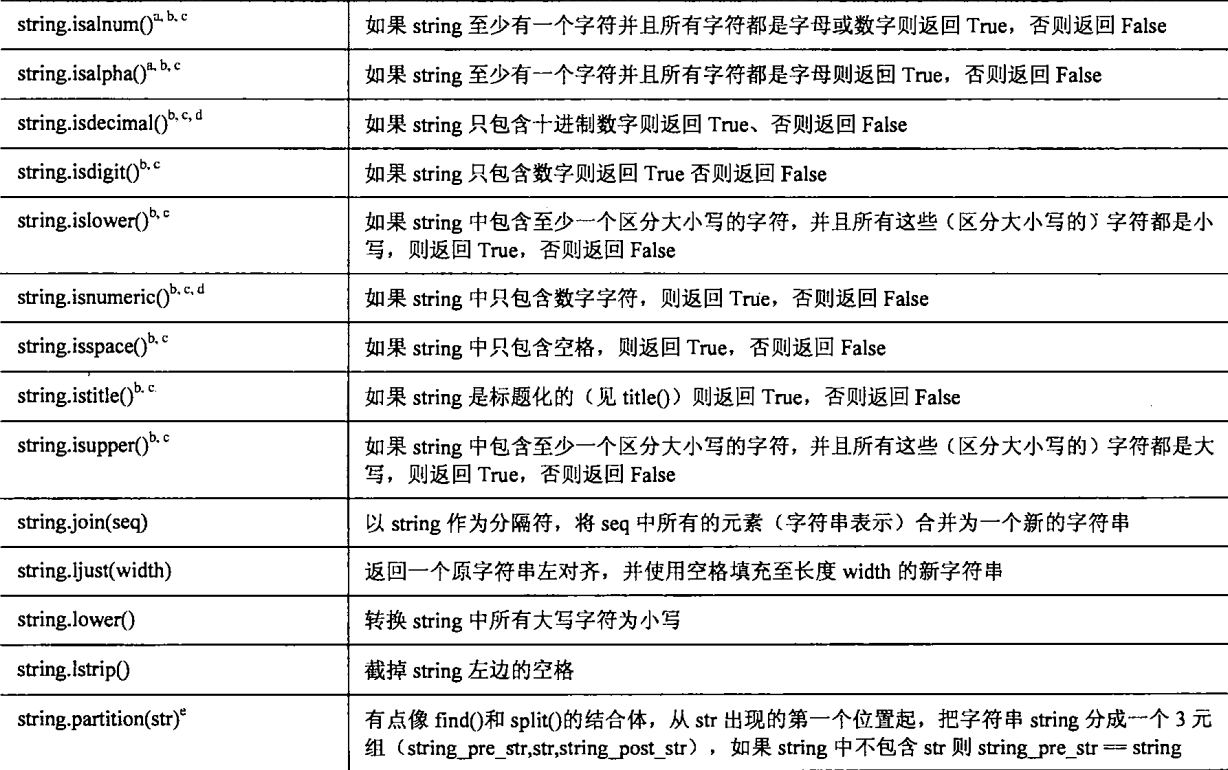 string.isalnum()a, b, c 如果 string 至少有一个字符并且所有字符都是字母或数字则返回 True，否则返回 False
string.isalpha()a, b, c 如果 string 至少有一个字符并且所有字符都是字母则返回 True，否则返回 False
string.isdecimal()b, c, d 如果 string 只包含十进制数字则返回 True、否则返回 False
string.isdigit()b, c 如果 string 只包含数字则返回 True 否则返回 False
string.islower()b, c 如果 string 中包含至少一个区分大小写的字符，并且所有这些（区分大小写的）字符都是小
写，则返回 True，否则返回 False
string.isnumeric()b, c, d 如果 string 中只包含数字字符，则返回 True，否则返回 False
string.isspace()b, c 如果 string 中只包含空格，则返回 True，否则返回 False
string.istitle()b, c 如果 string 是标题化的（见 title()）则返回 True，否则返回 False
string.isupper()b, c 如果 string 中包含至少一个区分大小写的字符，并且所有这些（区分大小写的）字符都是大
写，则返回 True，否则返回 False
string.join(seq) 以 string 作为分隔符，将 seq 中所有的元素（字符串表示）合并为一个新的字符串
string.ljust(width) 返回一个原字符串左对齐，并使用空格填充至长度 width 的新字符串
string.lower() 转换 string 中所有大写字符为小写
string.lstrip() 截掉 string 左边的空格
string.partition(str)e 有点像 find()和 split()的结合体，从 str 出现的第一个位置起，把字符串 string 分成一个 3 元
组（string_pre_str,str,string_post_str），如果 string 中不包含 str 则 string_pre_str == string